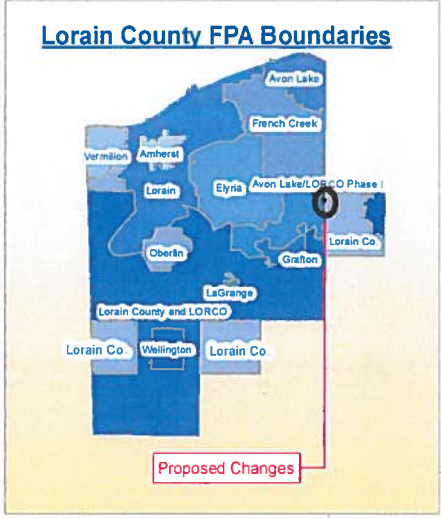 Lorain County FPA Boundaries
Avon Lake
French Creek
Vermilion
Amherst
Lorain
Elyria
Avon Lake/LORCO Phase I
Lorain Co
Oberlin
Grafton
LaGrange
Lorain County and LORCO
Lorain Co.
Wellington
Lorain Co.
Proposed Changes